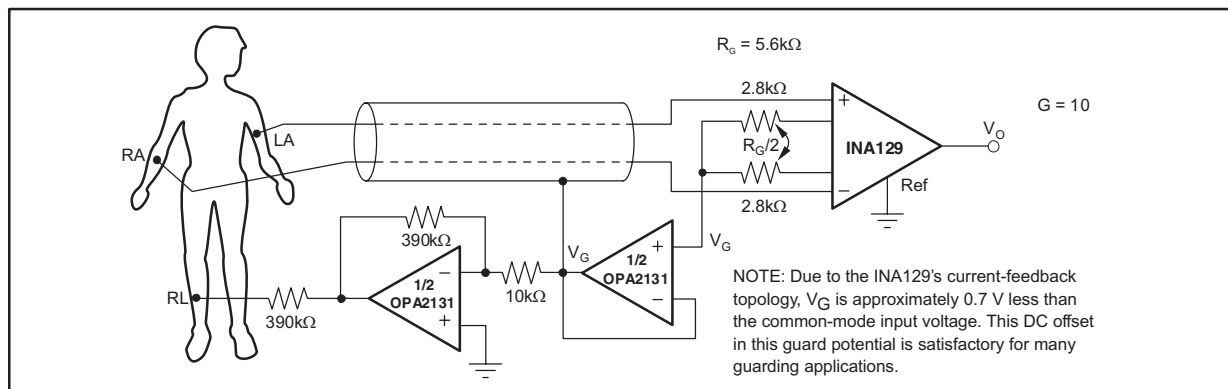 R_G = 5.6kΩ
2.8kΩ
G = 10
+
V_O
LA
INA129
RA
R_G/2
−
Ref
2.8kΩ
390kΩ
V_G
+
V_G
1/2
OPA2131
−
−
1/2
OPA2131
+
10kΩ
RL
390kΩ
NOTE: Due to the INA129's current-feedback
topology, V_G is approximately 0.7 V less than
the common-mode input voltage. This DC offset
in this guard potential is satisfactory for many
guarding applications.